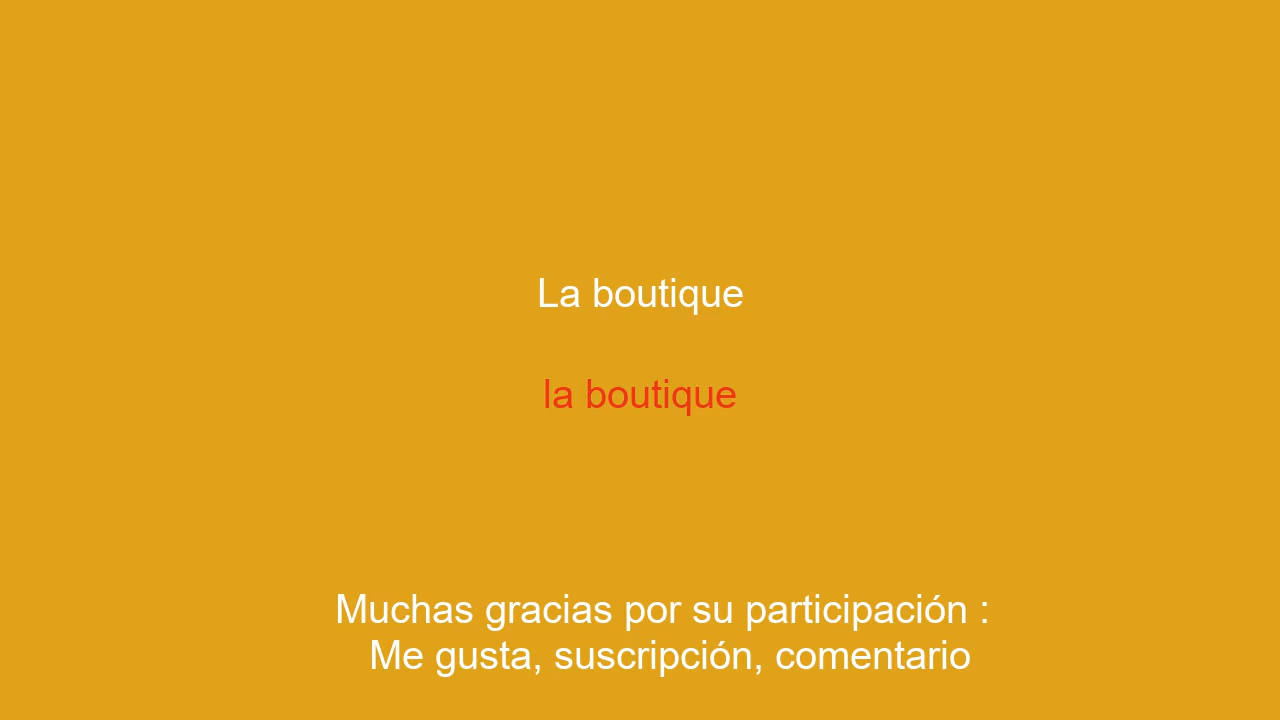 La boutique
la boutique
Muchas gracias por su participación :
Me gusta, suscripción, comentario